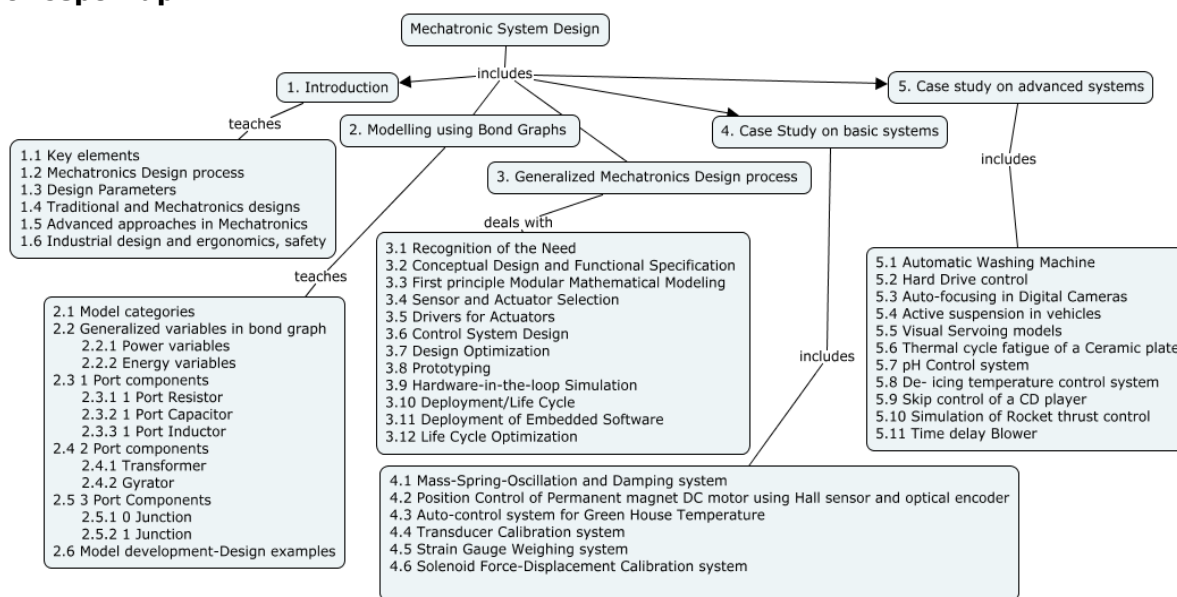 Mechatronic System Design
includes
1. Introduction
5. Case study on advanced systems
teaches
2. Modelling using Bond Graphs
4. Case Study on basic systems
1.1 Key elements
1.2 Mechatronics Design process
1.3 Design Parameters
1.4 Traditional and Mechatronics designs
1.5 Advanced approaches in Mechatronics
1.6 Industrial design and ergonomics, safety
3. Generalized Mechatronics Design process
includes
deals with
teaches
3.1 Recognition of the Need
3.2 Conceptual Design and Functional Specification
3.3 First principle Modular Mathematical Modeling
3.4 Sensor and Actuator Selection
3.5 Drivers for Actuators
3.6 Control System Design
3.7 Design Optimization
3.8 Prototyping
3.9 Hardware-in-the-loop Simulation
3.10 Deployment/Life Cycle
3.11 Deployment of Embedded Software
3.12 Life Cycle Optimization
5.1 Automatic Washing Machine
5.2 Hard Drive control
5.3 Auto-focusing in Digital Cameras
5.4 Active suspension in vehicles
5.5 Visual Servoing models
5.6 Thermal cycle fatigue of a Ceramic plate
5.7 pH Control system
5.8 De- icing temperature control system
5.9 Skip control of a CD player
5.10 Simulation of Rocket thrust control
5.11 Time delay Blower
2.1 Model categories
2.2 Generalized variables in bond graph
2.2.1 Power variables
2.2.2 Energy variables
2.3 1 Port components
2.3.1 1 Port Resistor
2.3.2 1 Port Capacitor
2.3.3 1 Port Inductor
2.4 2 Port components
2.4.1 Transformer
2.4.2 Gyrator
2.5 3 Port Components
2.5.1 0 Junction
2.5.2 1 Junction
2.6 Model development-Design examples
includes
4.1 Mass-Spring-Oscillation and Damping system
4.2 Position Control of Permanent magnet DC motor using Hall sensor and optical encoder
4.3 Auto-control system for Green House Temperature
4.4 Transducer Calibration system
4.5 Strain Gauge Weighing system
4.6 Solenoid Force-Displacement Calibration system